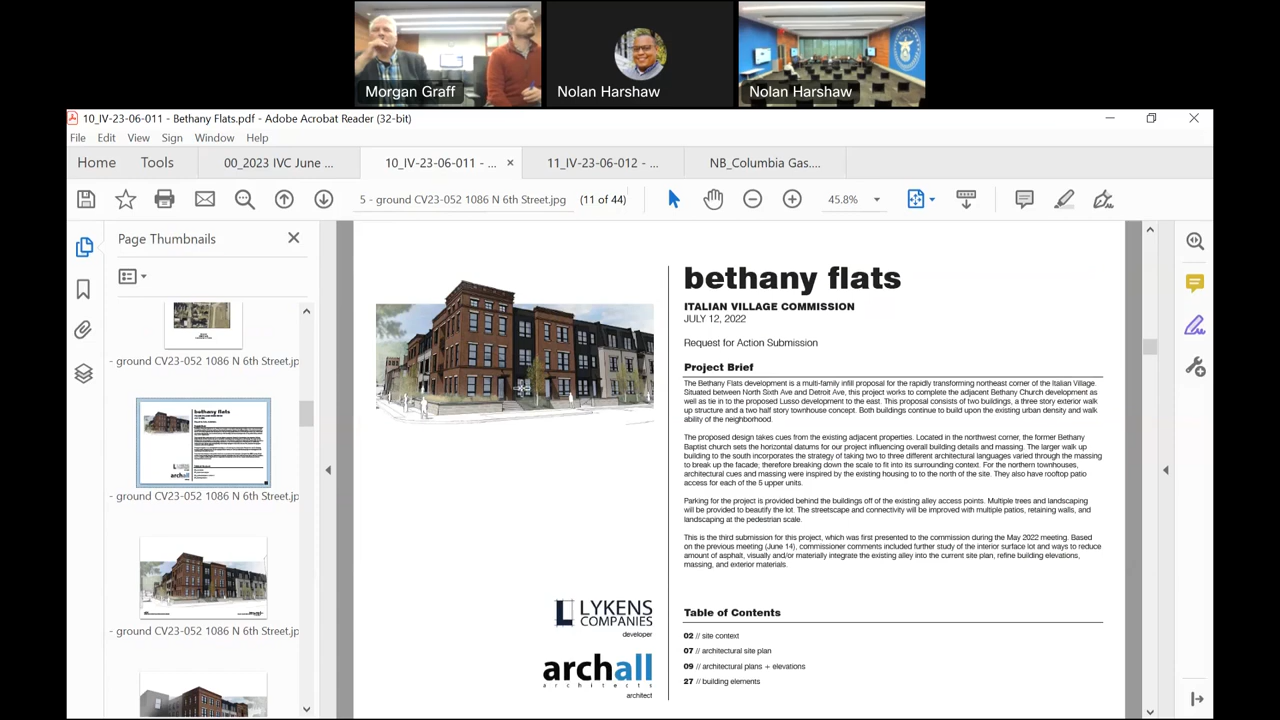 Morgan Graff
Nolan Harshaw
Nolan Harshaw
10_IV-23-06-011 - Bethany Flats.pdf - Adobe Acrobat Reader (32-bit)
File Edit View Sign Window Help
Home Tools 00_2023 IVC June ... 10_IV-23-06-011 - ... × 11_IV-23-06-012 - ... NB_Columbia Gas....
5 - ground CV23-052 1086 N 6th Street.jpg (11 of 44) 45.8%
Page Thumbnails
- ground CV23-052 1086 N 6th Street.jp
- ground CV23-052 1086 N 6th Street.jp
- ground CV23-052 1086 N 6th Street.jp
bethany flats
ITALIAN VILLAGE COMMISSION
JULY 12, 2022
Request for Action Submission
Project Brief
The Bethany Flats development is a multi-family infill proposal for the rapidly transforming northeast corner of the Italian Village.
Situated between North Sixth Ave and Detroit Ave, this project works to complete the adjacent Bethany Church development as
well as tie in to the proposed Lusso development to the east. This proposal consists of two buildings, a three story exterior walk
up structure and a two half story townhouse concept. Both buildings continue to build upon the existing urban density and walk
ability of the neighborhood.
The proposed design takes cues from the existing adjacent properties. Located in the northwest corner, the former Bethany
Baptist church sets the horizontal datums for our project influencing overall building details and massing. The larger walk up
building to the south incorporates the strategy of taking two to three different architectural languages varied through the massing
to break up the facade, therefore breaking down the scale to fit into its surrounding context. For the northern townhouses,
architectural cues and massing were inspired by the existing housing to to the north of the site. They also have rooftop patio
access for each of the 5 upper units.
Parking for the project is provided behind the buildings off of the existing alley access points. Multiple trees and landscaping
will be provided to beautify the lot. The streetscape and connectivity will be improved with multiple patios, retaining walls, and
landscaping at the pedestrian scale.
This is the third submission for this project, which was first presented to the commission during the May 2022 meeting. Based
on the previous meeting (June 14), commissioner comments included further study of the interior surface lot and ways to reduce
amount of asphalt, visually and/or materially integrate the existing alley into the current site plan, refine building elevations,
massing, and exterior materials.
LYKENS
COMPANIES
developer
archall
architects
architect
Table of Contents
02 // site context
07 // architectural site plan
09 // architectural plans + elevations
27 // building elements